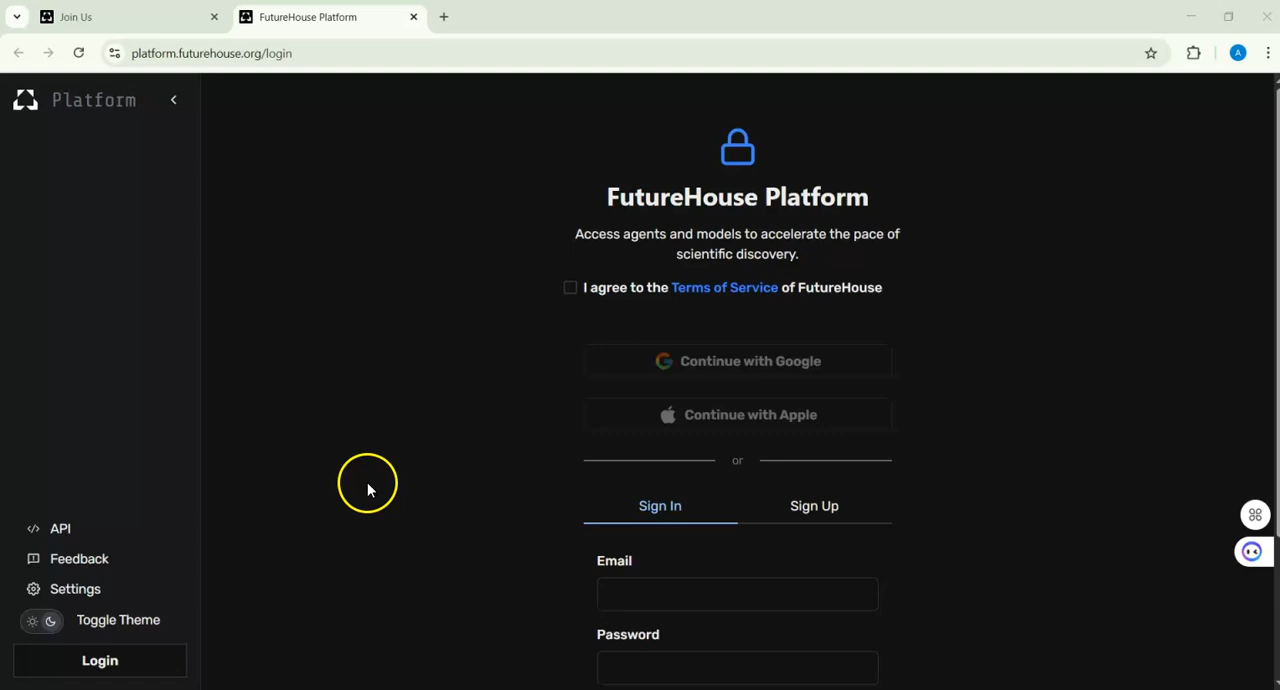 Join Us
FutureHouse Platform
platform.futurehouse.org/login
A
Platform
FutureHouse Platform
Access agents and models to accelerate the pace of
scientific discovery.
I agree to the Terms of Service of FutureHouse
Continue with Google
Continue with Apple
or
Sign In
Sign Up
Email
Password
API
Feedback
Settings
Toggle Theme
Login